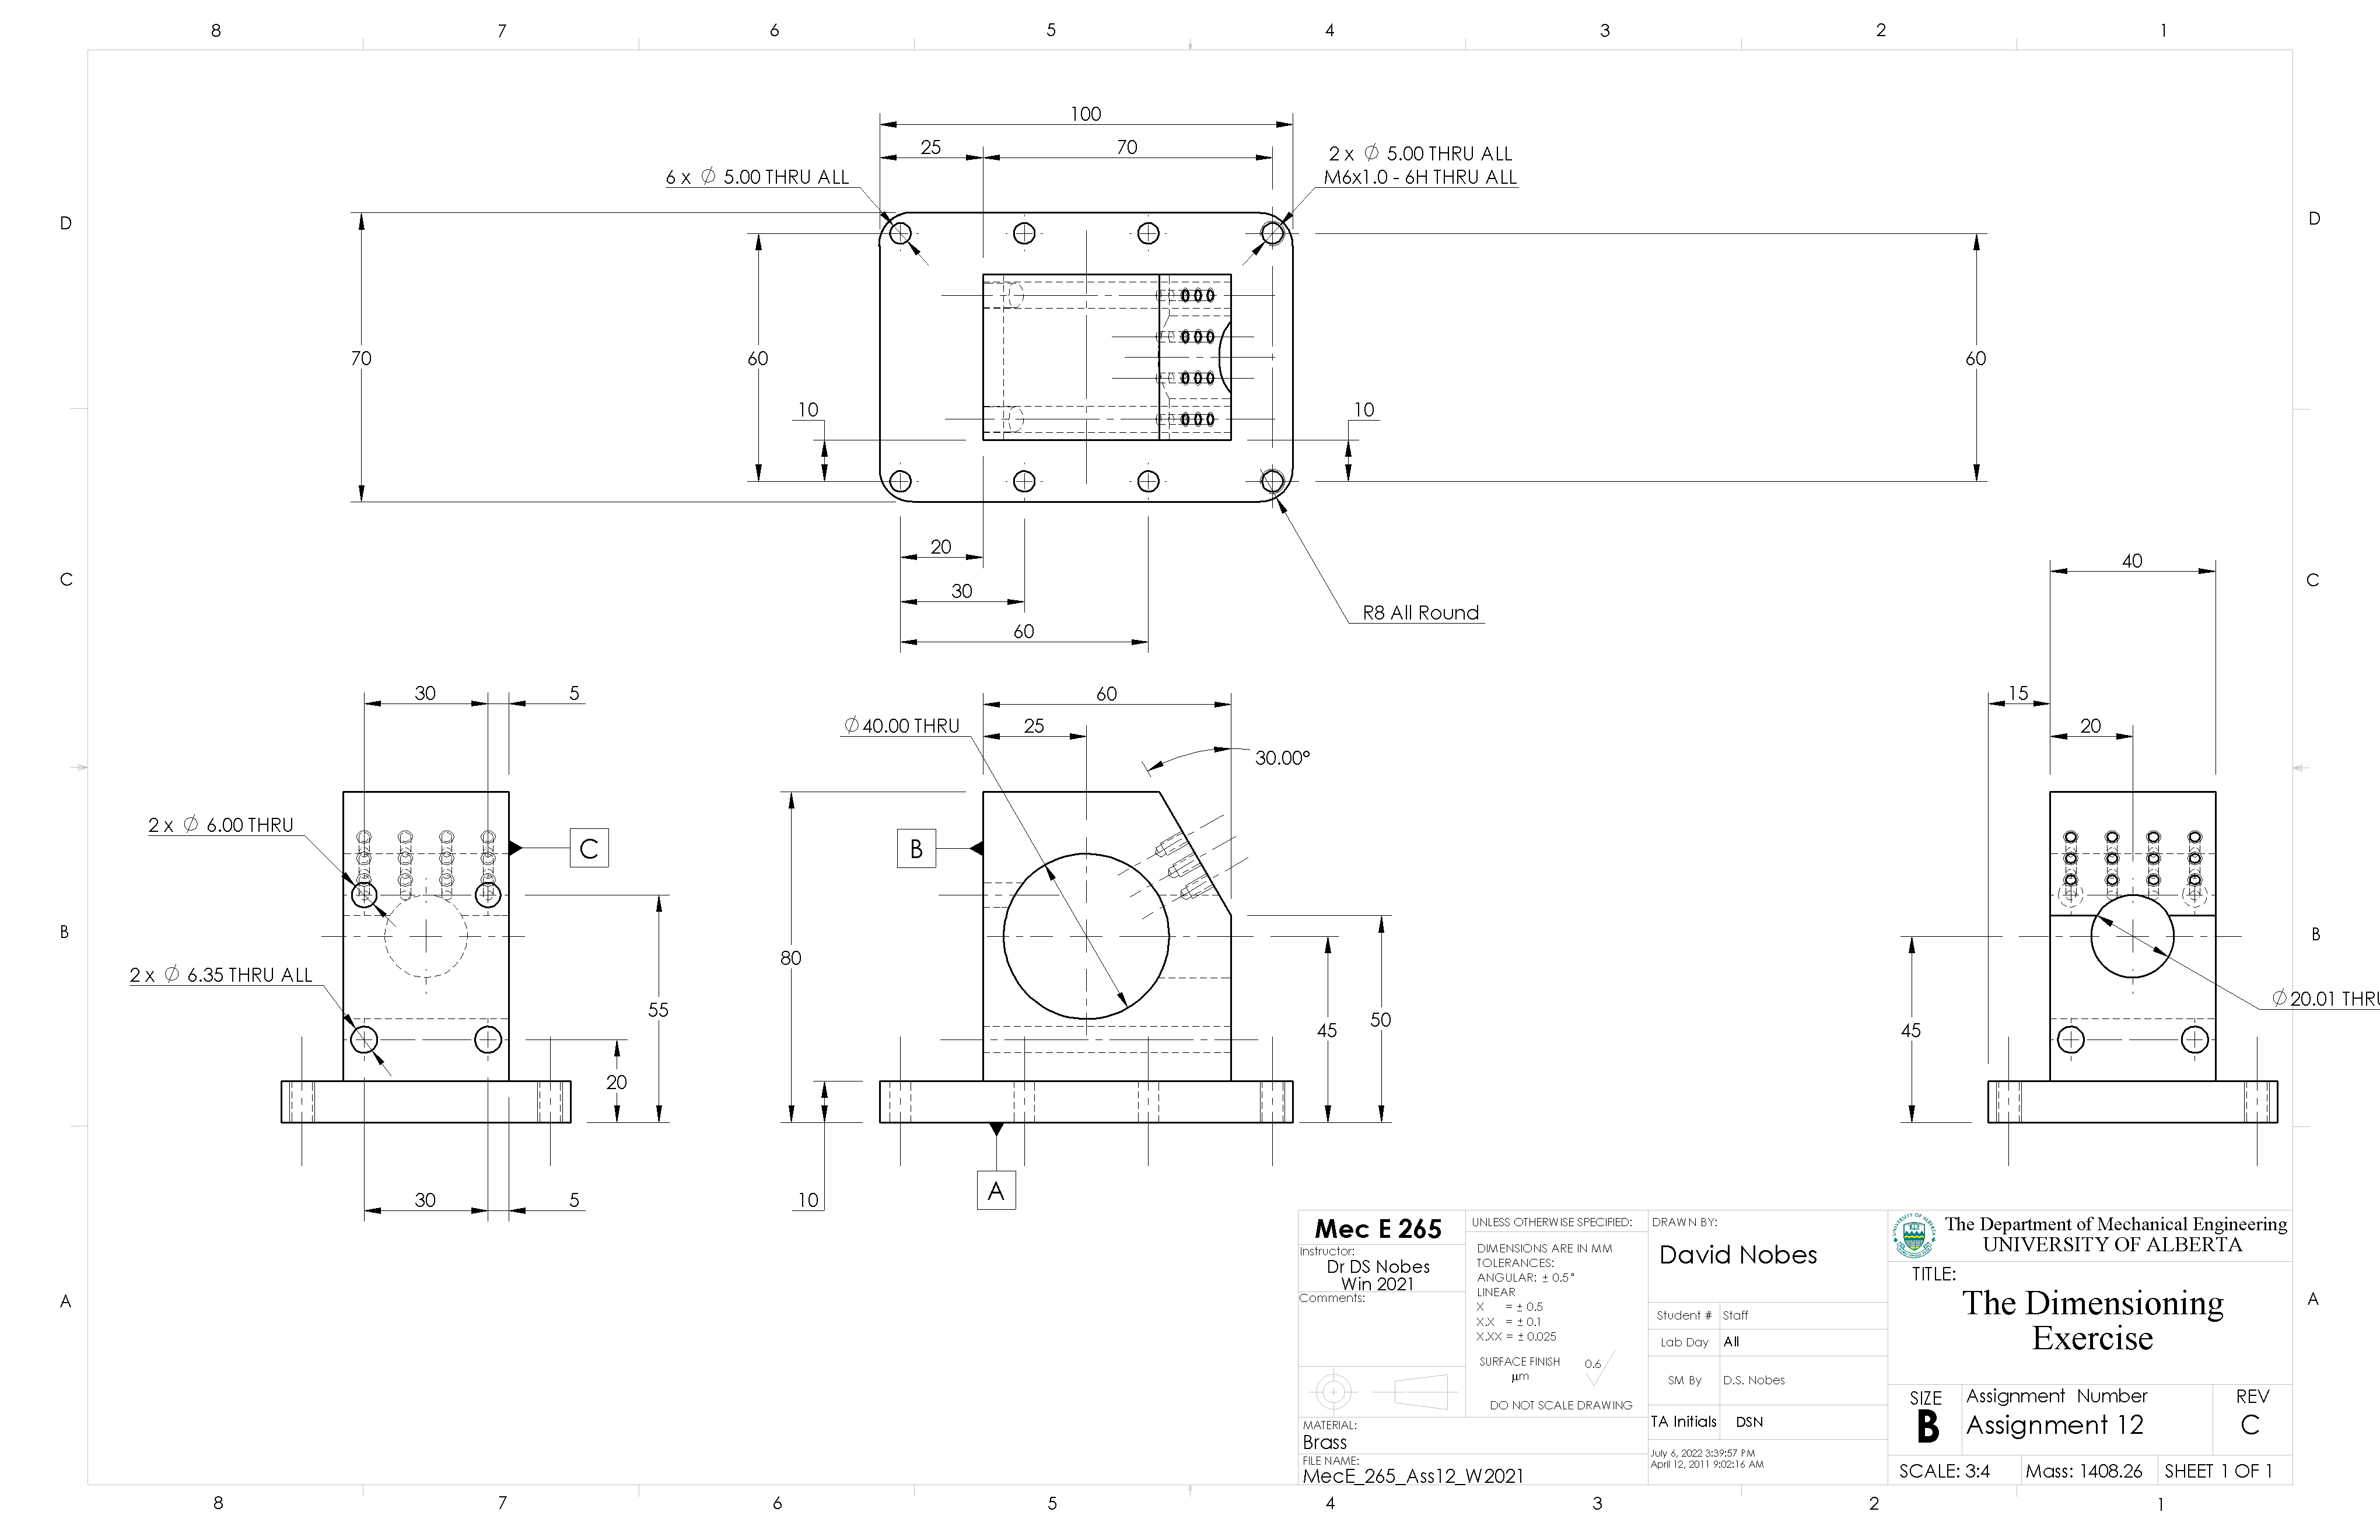 8 7 6 5 4 3 2 1
100
25 70
6 x ∅ 5.00 THRU ALL
2 x ∅ 5.00 THRU ALL
M6x1.0 - 6H THRU ALL
D D
70 60 60
10 10
20
30
60
R8 All Round
C C
40
30 5
60
15
∅40.00 THRU
25
20
30.00°
2 x ∅ 6.00 THRU
C
B
B B
80
2 x ∅ 6.35 THRU ALL
∅20.01 THRU
55
50
45
45
20
A
30 5
10
A A
Mec E 265
Instructor:
Dr DS Nobes
Win 2021
Comments:
UNLESS OTHERWISE SPECIFIED:
DIMENSIONS ARE IN MM
TOLERANCES:
ANGULAR: ± 0.5°
LINEAR
X = ± 0.5
X.X = ± 0.1
X.XX = ± 0.025
SURFACE FINISH 0.6
µm
DO NOT SCALE DRAWING
MATERIAL:
Brass
FILE NAME:
MecE_265_Ass12_W2021
DRAWN BY:
David Nobes
Student # Staff
Lab Day All
SM By D.S. Nobes
TA Initials DSN
July 6, 2022 3:39:57 PM
April 12, 2011 9:02:16 AM
The Department of Mechanical Engineering
UNIVERSITY OF ALBERTA
TITLE:
The Dimensioning
Exercise
SIZE
B
Assignment Number
Assignment 12
REV
C
SCALE: 3:4 Mass: 1408.26 SHEET 1 OF 1
8 7 6 5 4 3 2 1